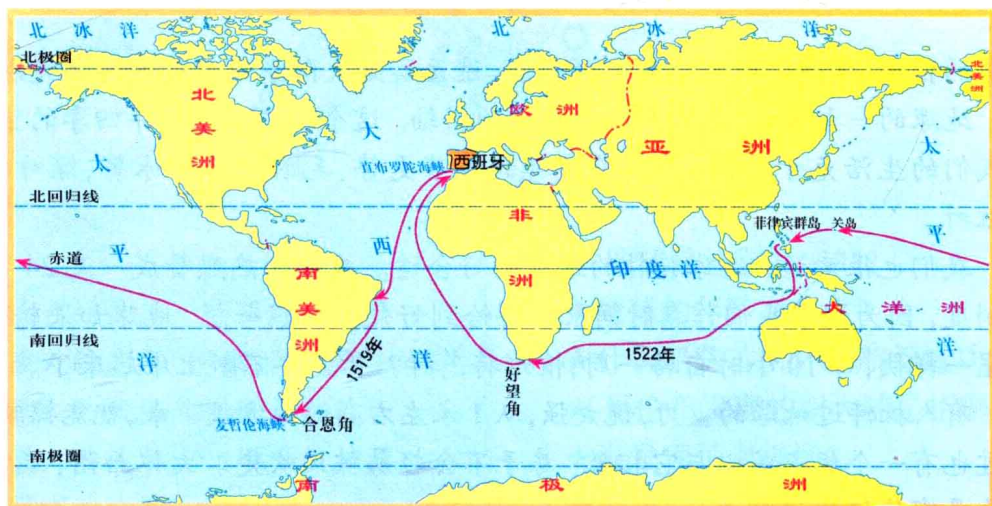 北 冰 洋 北 冰 洋
北极圈
北美洲
欧 洲
亚 洲
北美洲
太
大
太
直布罗陀海峡
西班牙
北回归线
非
洲
菲律宾群岛
关岛
赤道
平
西
平
南美洲
印 度 洋
大 洋 洲
南回归线
洋
洋
洋
1519年
1522年
好望角
麦哲伦海峡
合恩角
南极圈
南 极 洲